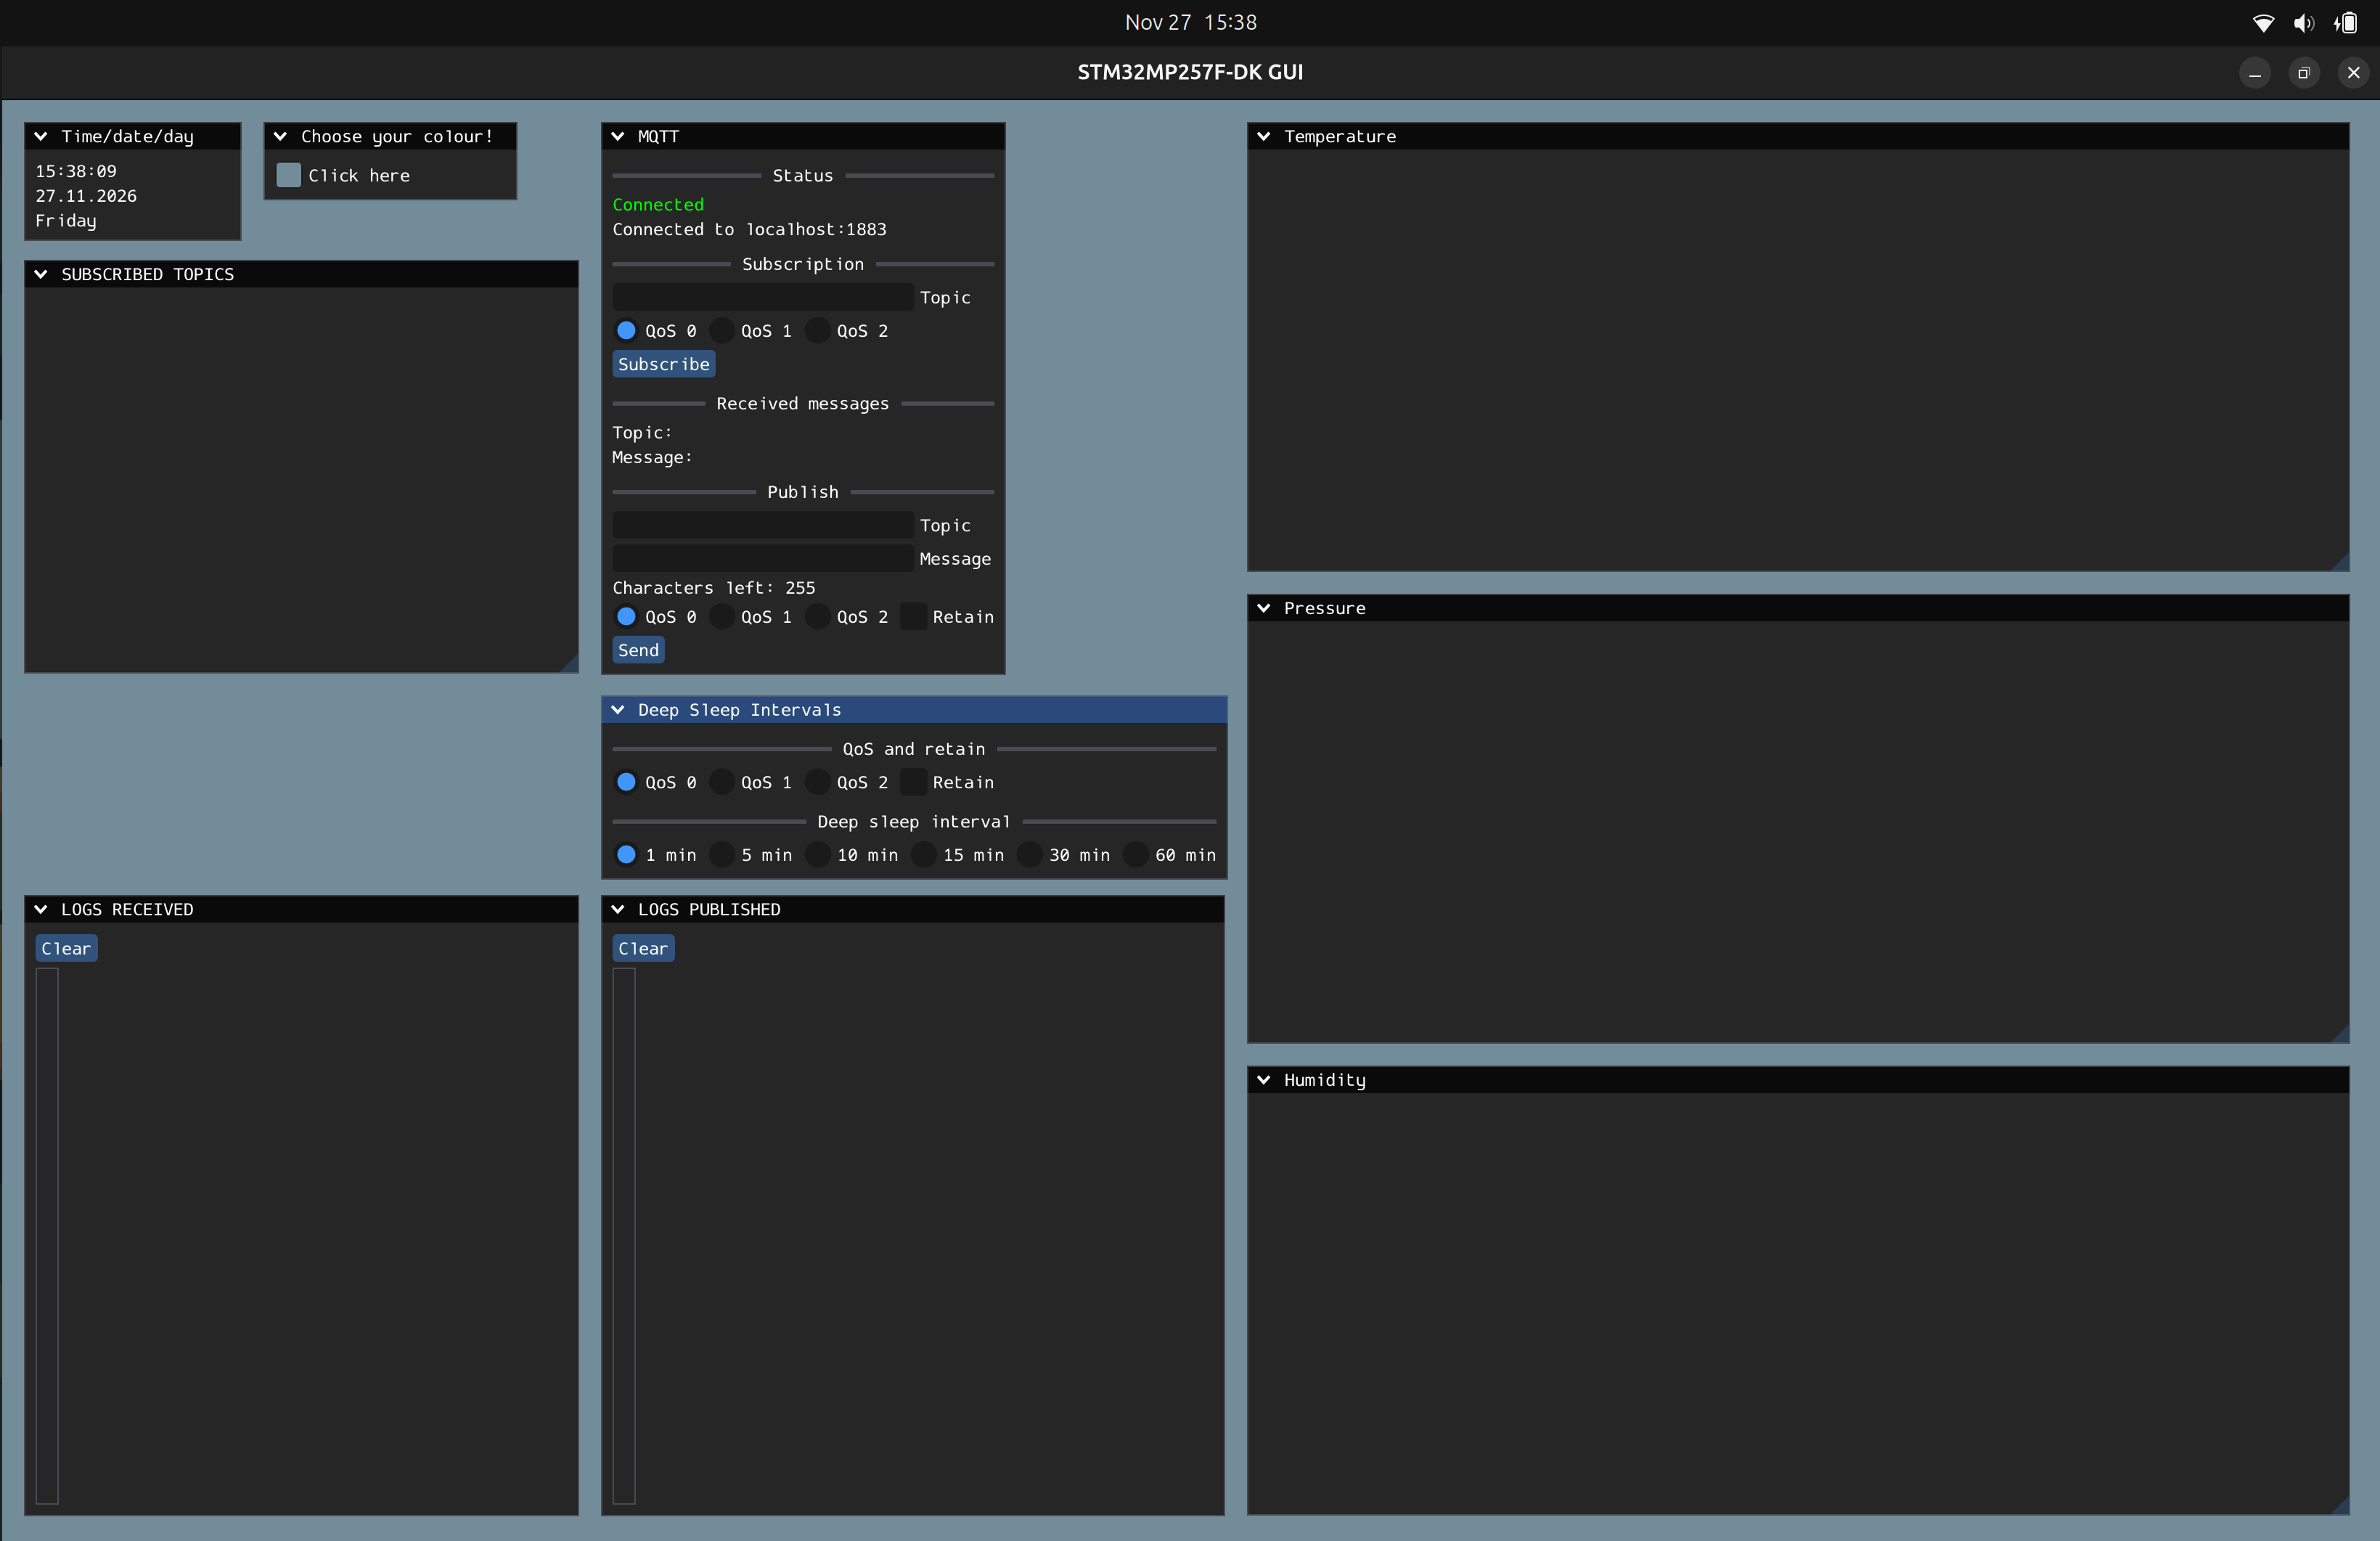 Nov 27 15:38
STM32MP257F-DK GUI
Time/date/day
15:38:09
27.11.2026
Friday
Choose your colour!
Click here
SUBSCRIBED TOPICS
MQTT
Status
Connected
Connected to localhost:1883
Subscription
Topic
QoS 0 QoS 1 QoS 2
Subscribe
Received messages
Topic:
Message:
Publish
Topic
Message
Characters left: 255
QoS 0 QoS 1 QoS 2 Retain
Send
Deep Sleep Intervals
QoS and retain
QoS 0 QoS 1 QoS 2 Retain
Deep sleep interval
1 min 5 min 10 min 15 min 30 min 60 min
LOGS RECEIVED
Clear
LOGS PUBLISHED
Clear
Temperature
Pressure
Humidity